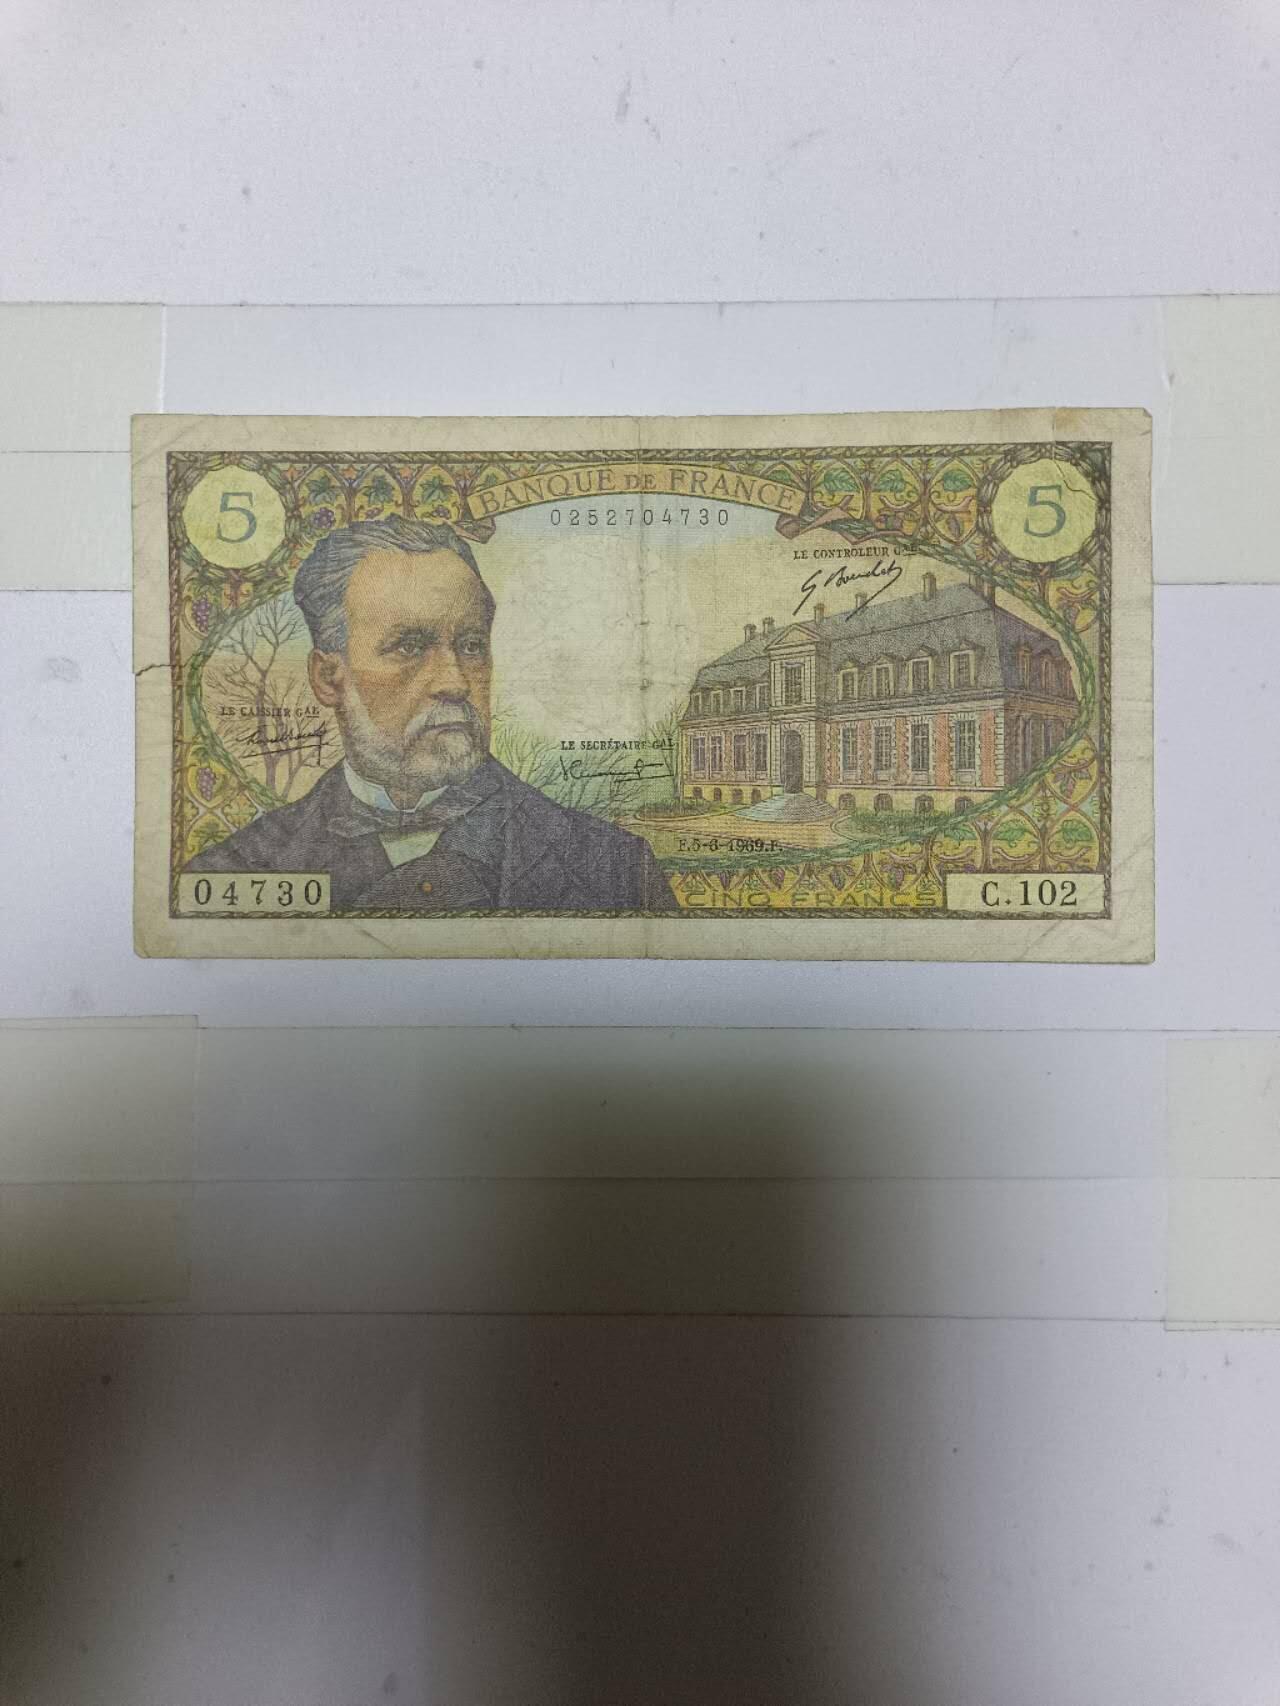 BANQUE DE FRANCE
5
5
0252704730
LE CONTROLEUR GAL
LE CAISSIER GAL
LE SECRÉTAIRE GAL
F.5-6-1969.F.
04730
CINQ FRANCS
C.102